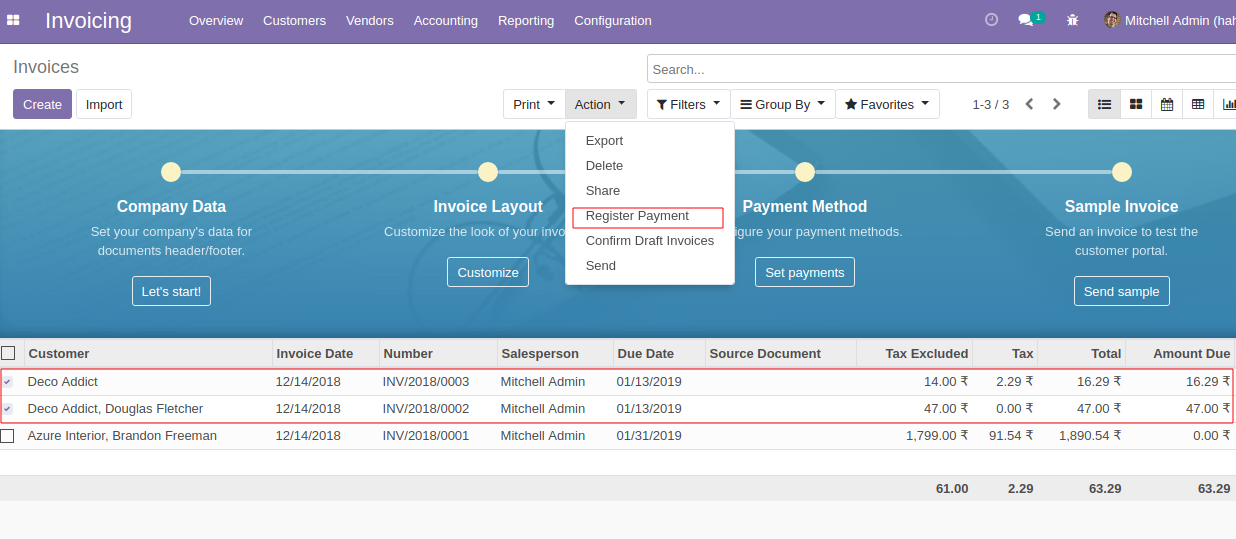 Invoicing Overview Customers Vendors Accounting Reporting Configuration 1 Mitchell Admin (hah
Invoices Search...
Create Import Print Action Filters Group By Favorites 1-3 / 3
Export
Delete
Share
Register Payment
Confirm Draft Invoices
Send
Company Data
Set your company's data for
documents header/footer.
Let's start!
Invoice Layout
Customize the look of your invo
Customize
Payment Method
igure your payment methods.
Set payments
Sample Invoice
Send an invoice to test the
customer portal.
Send sample
Customer Invoice Date Number Salesperson Due Date Source Document Tax Excluded Tax Total Amount Due
Deco Addict 12/14/2018 INV/2018/0003 Mitchell Admin 01/13/2019 14.00 ₹ 2.29 ₹ 16.29 ₹ 16.29 ₹
Deco Addict, Douglas Fletcher 12/14/2018 INV/2018/0002 Mitchell Admin 01/13/2019 47.00 ₹ 0.00 ₹ 47.00 ₹ 47.00 ₹
Azure Interior, Brandon Freeman 12/14/2018 INV/2018/0001 Mitchell Admin 01/31/2019 1,799.00 ₹ 91.54 ₹ 1,890.54 ₹ 0.00 ₹
61.00 2.29 63.29 63.29